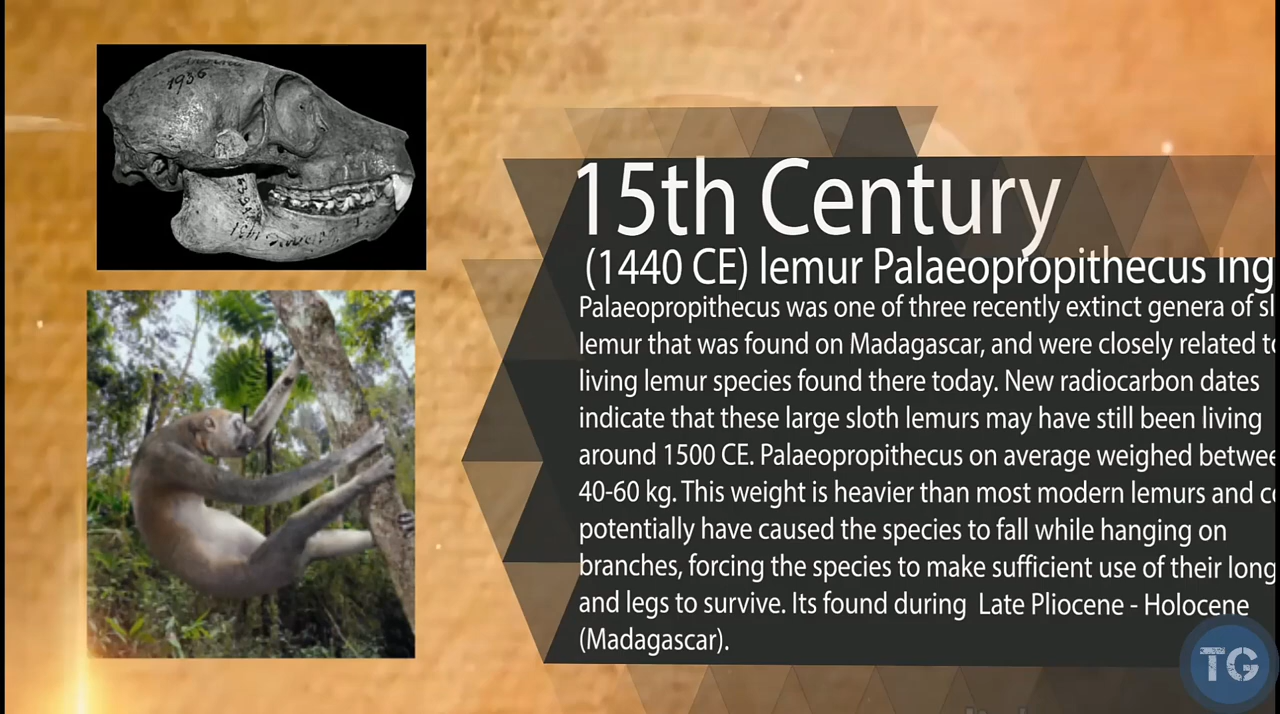 1936
15th Century
(1440 CE) lemur Palaeopropithecus Ing
Palaeopropithecus was one of three recently extinct genera of sl
lemur that was found on Madagascar, and were closely related to
living lemur species found there today. New radiocarbon dates
indicate that these large sloth lemurs may have still been living
around 1500 CE. Palaeopropithecus on average weighed betwee
40-60 kg. This weight is heavier than most modern lemurs and co
potentially have caused the species to fall while hanging on
branches, forcing the species to make sufficient use of their long
and legs to survive. Its found during Late Pliocene - Holocene
(Madagascar).
TG